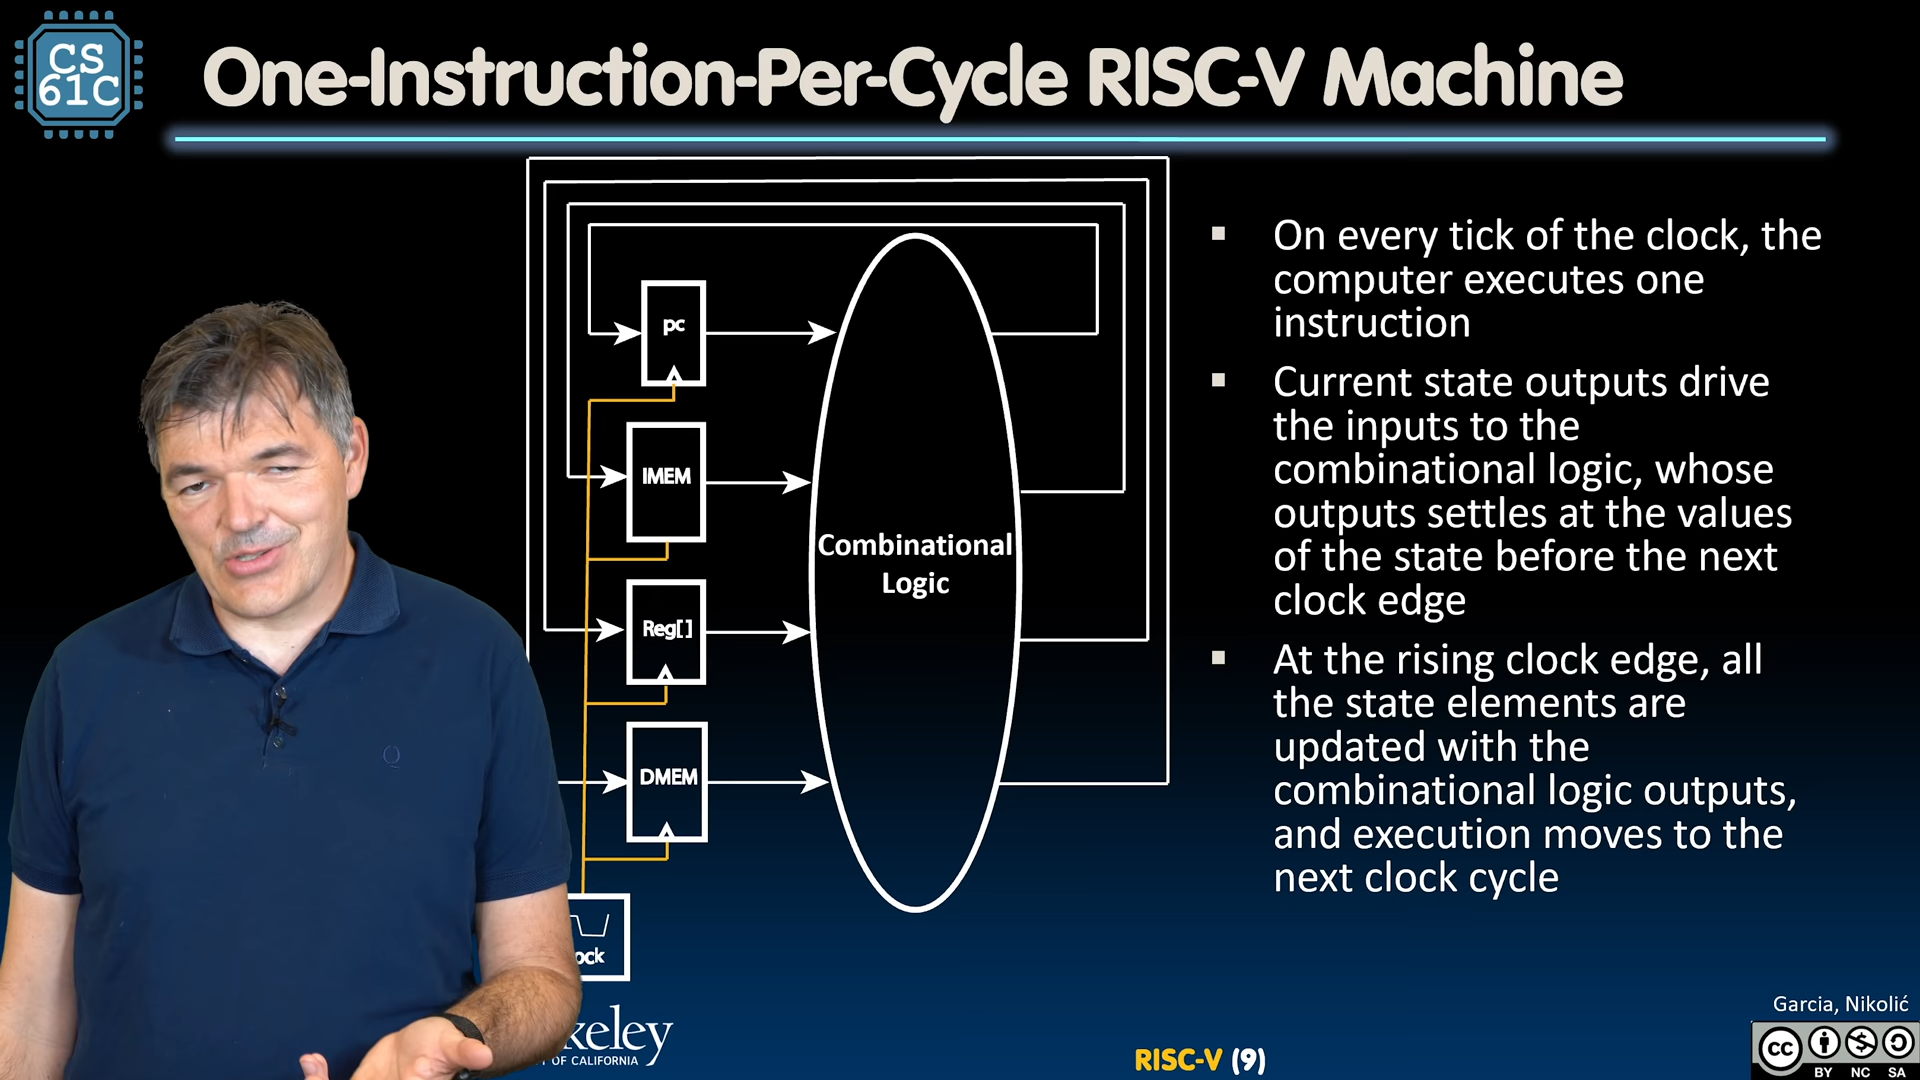 CS
61C
One-Instruction-Per-Cycle RISC-V Machine
pc
IMEM
Reg[]
DMEM
Combinational
Logic
On every tick of the clock, the
computer executes one
instruction
Current state outputs drive
the inputs to the
combinational logic, whose
outputs settles at the values
of the state before the next
clock edge
At the rising clock edge, all
the state elements are
updated with the
combinational logic outputs,
and execution moves to the
next clock cycle
ock
keley
OF CALIFORNIA
RISC-V (9)
Garcia, Nikolić
cc
BY NC SA